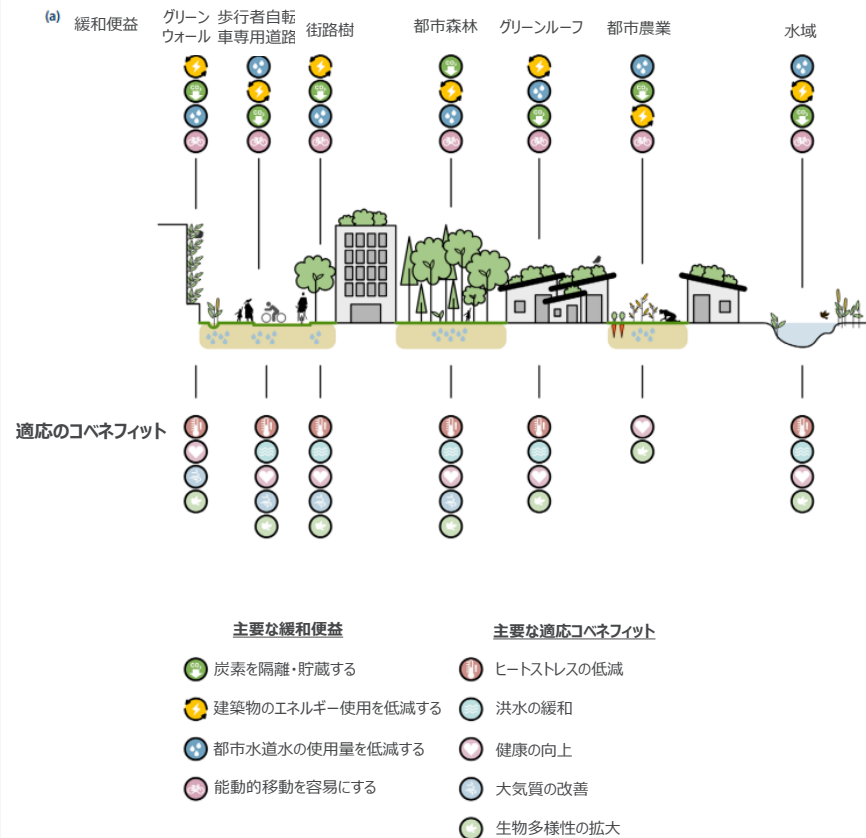 (a) 緩和便益
グリーン
ウォール
歩行者自転
車専用道路
街路樹
都市森林
グリーンルーフ
都市農業
水域
適応のコベネフィット
主要な緩和便益
炭素を隔離・貯蔵する
建築物のエネルギー使用を低減する
都市水道水の使用量を低減する
能動的移動を容易にする
主要な適応コベネフィット
ヒートストレスの低減
洪水の緩和
健康の向上
大気質の改善
生物多様性の拡大